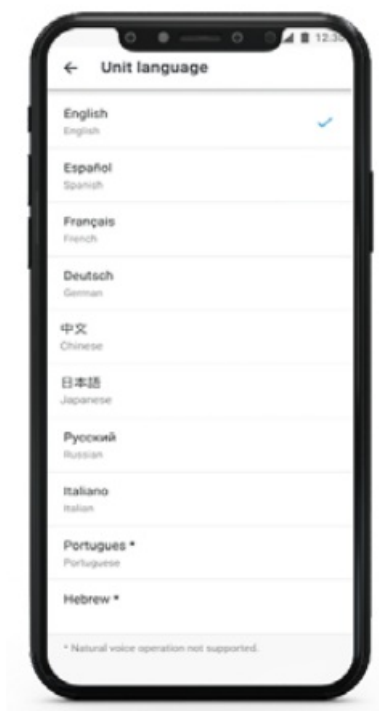 12:30
Unit language
English
English
Español
Spanish
Français
French
Deutsch
German
中文
Chinese
日本語
Japanese
Русский
Russian
Italiano
Italian
Portugues *
Portuguese
Hebrew *
* Natural voice operation not supported.